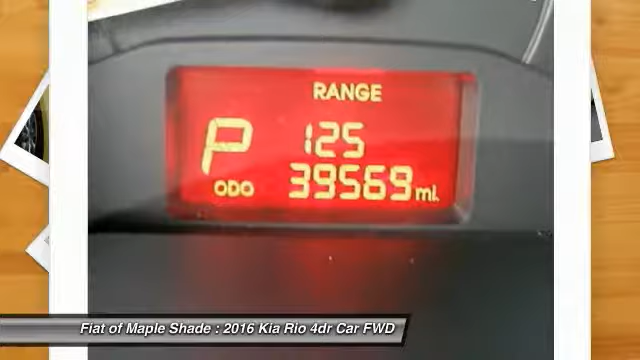 RANGE
P 125
ODO 39569 mi.
Fiat of Maple Shade : 2016 Kia Rio 4dr Car FWD